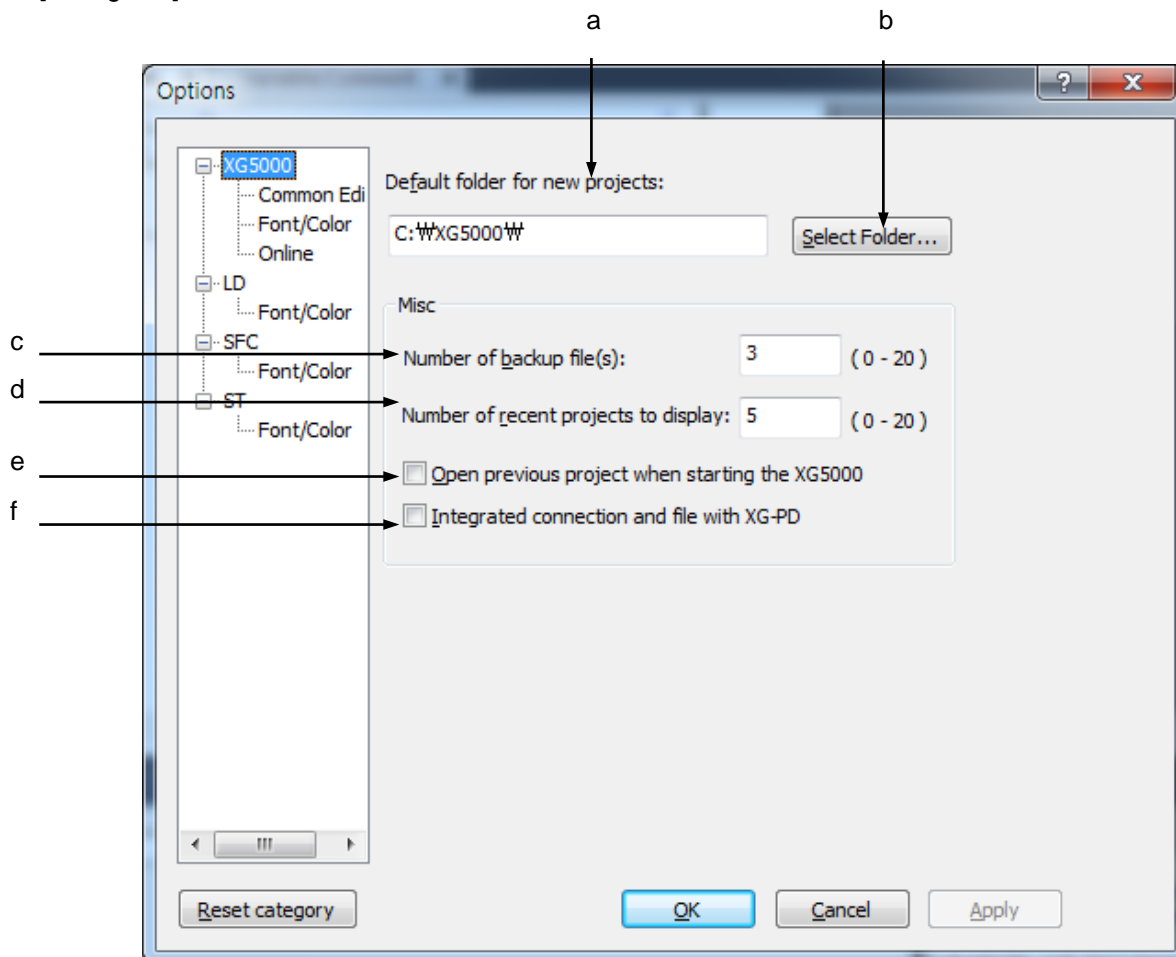 a
b
Options
?
X
XG5000
Common Edi
Font/Color
Online
LD
Font/Color
SFC
Font/Color
ST
Font/Color
Default folder for new projects:
C:₩XG5000₩
Select Folder...
Misc
c
Number of backup file(s):
3
( 0 - 20 )
d
Number of recent projects to display:
5
( 0 - 20 )
e
Open previous project when starting the XG5000
f
Integrated connection and file with XG-PD
Reset category
OK
Cancel
Apply